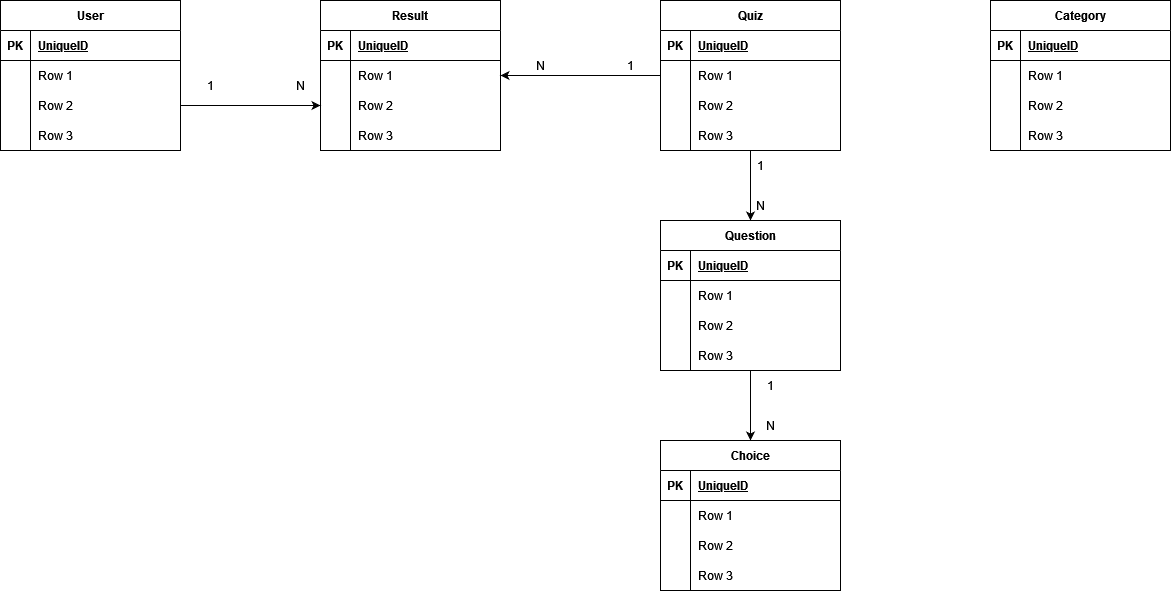 User
PK UniqueID
Row 1
Row 2
Row 3
1 N
Result
PK UniqueID
Row 1
Row 2
Row 3
N 1
Quiz
PK UniqueID
Row 1
Row 2
Row 3
Category
PK UniqueID
Row 1
Row 2
Row 3
1
N
Question
PK UniqueID
Row 1
Row 2
Row 3
1
N
Choice
PK UniqueID
Row 1
Row 2
Row 3